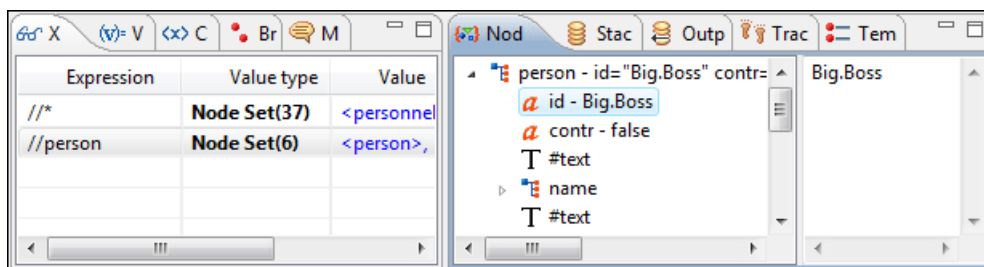 X (v)= V <x> C Br M
Expression Value type Value
//* Node Set(37) <personnel
//person Node Set(6) <person>,
Nod Stac Outp Trac Tem
person - id="Big.Boss" contr=
a id - Big.Boss
a contr - false
T #text
name
T #text
Big.Boss